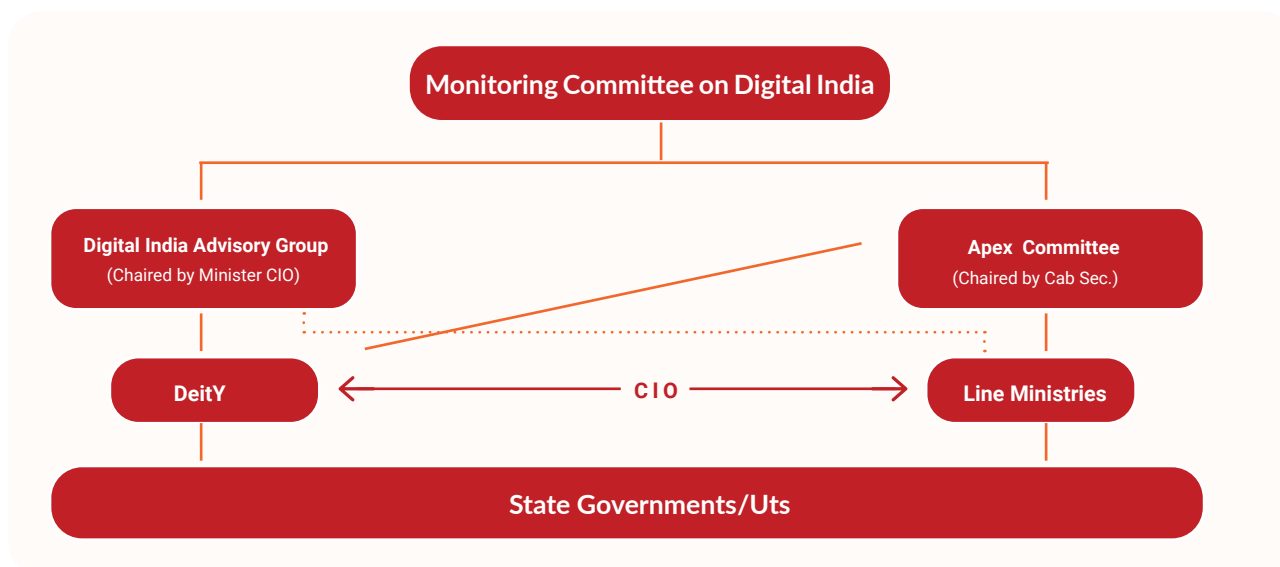 Monitoring Committee on Digital India
Digital India Advisory Group
(Chaired by Minister CIO)
Apex Committee
(Chaired by Cab Sec.)
DeitY
CIO
Line Ministries
State Governments/Uts